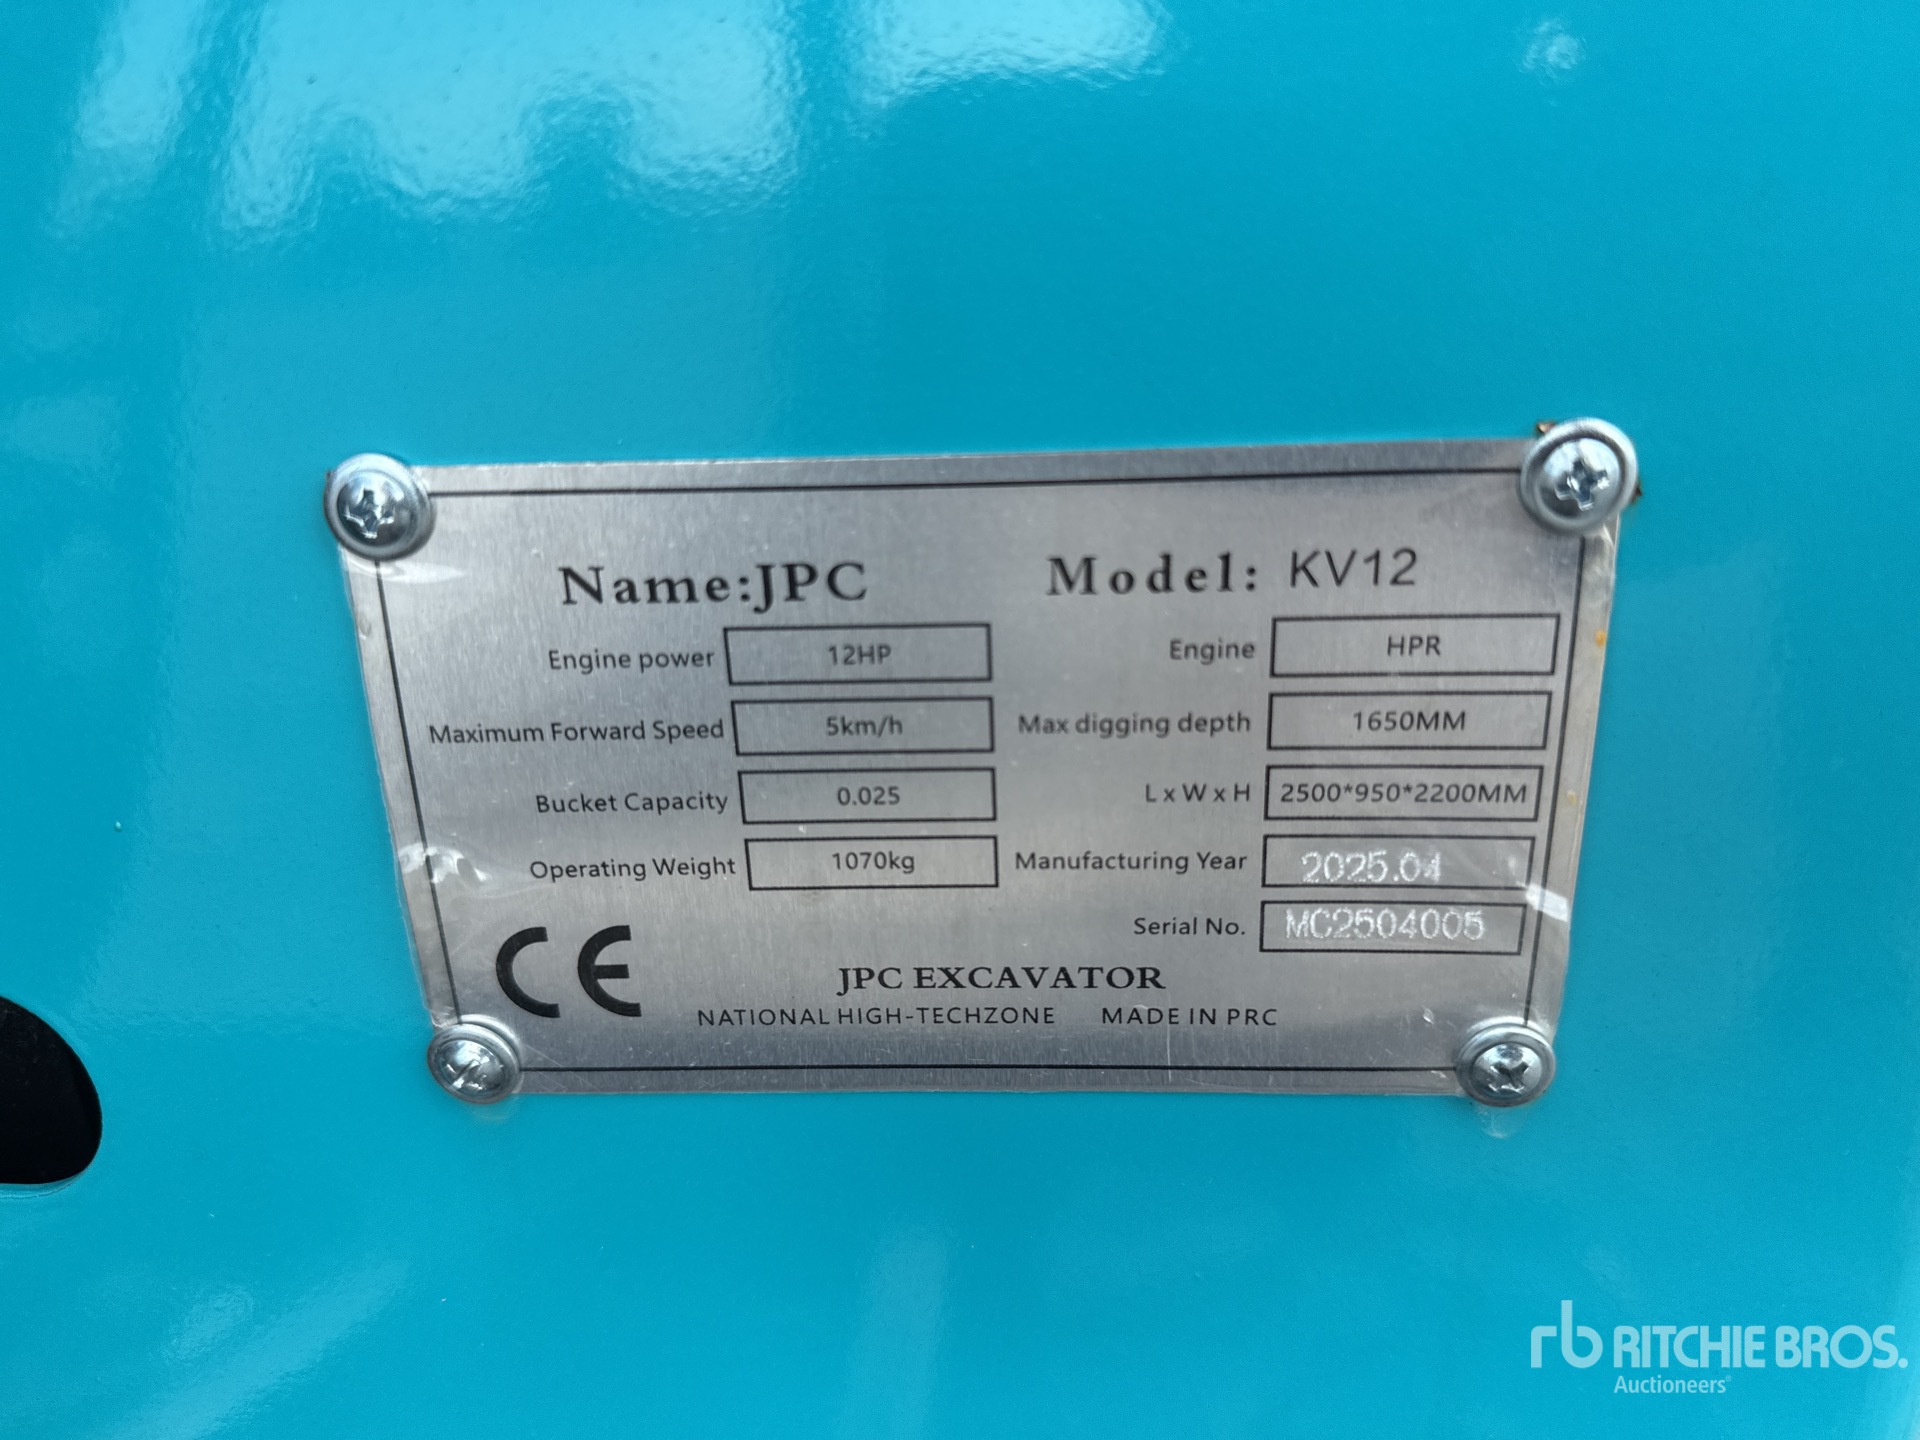 Name:JPC Model: KV12
Engine power 12HP Engine HPR
Maximum Forward Speed 5km/h Max digging depth 1650MM
Bucket Capacity 0.025 L x W x H 2500*950*2200MM
Operating Weight 1070kg Manufacturing Year 2025.04
Serial No. MC2504005
CE JPC EXCAVATOR
NATIONAL HIGH-TECHZONE MADE IN PRC
rb RITCHIE BROS.
Auctioneers